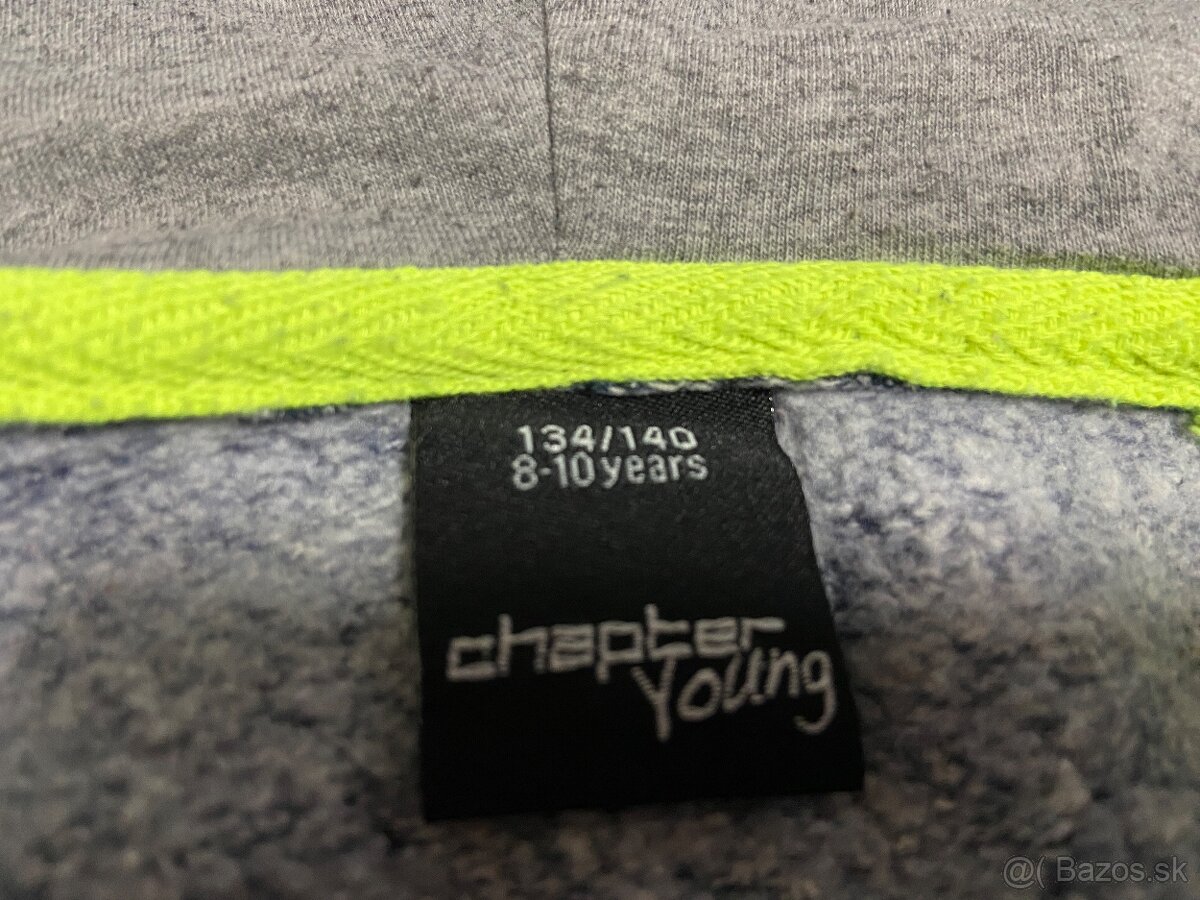 134/140
8-10 years
chapter
Young
@( Bazos.sk